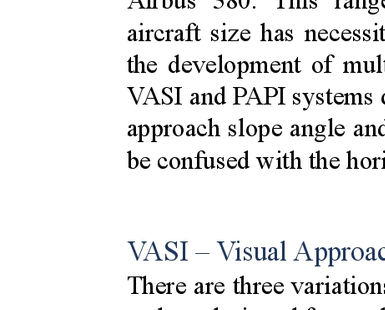 Airbus 380. This range
aircraft size has necessit
the development of mul
VASI and PAPI systems
approach slope angle and
be confused with the hori
VASI – Visual Approac
There are three variations